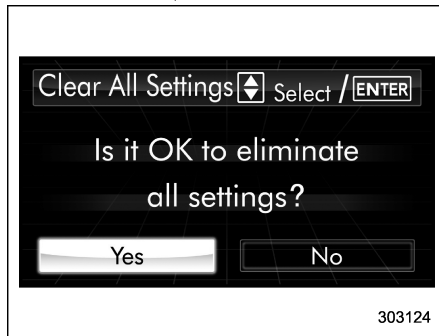 Clear All Settings Select / ENTER
Is it OK to eliminate
all settings?
Yes No
303124